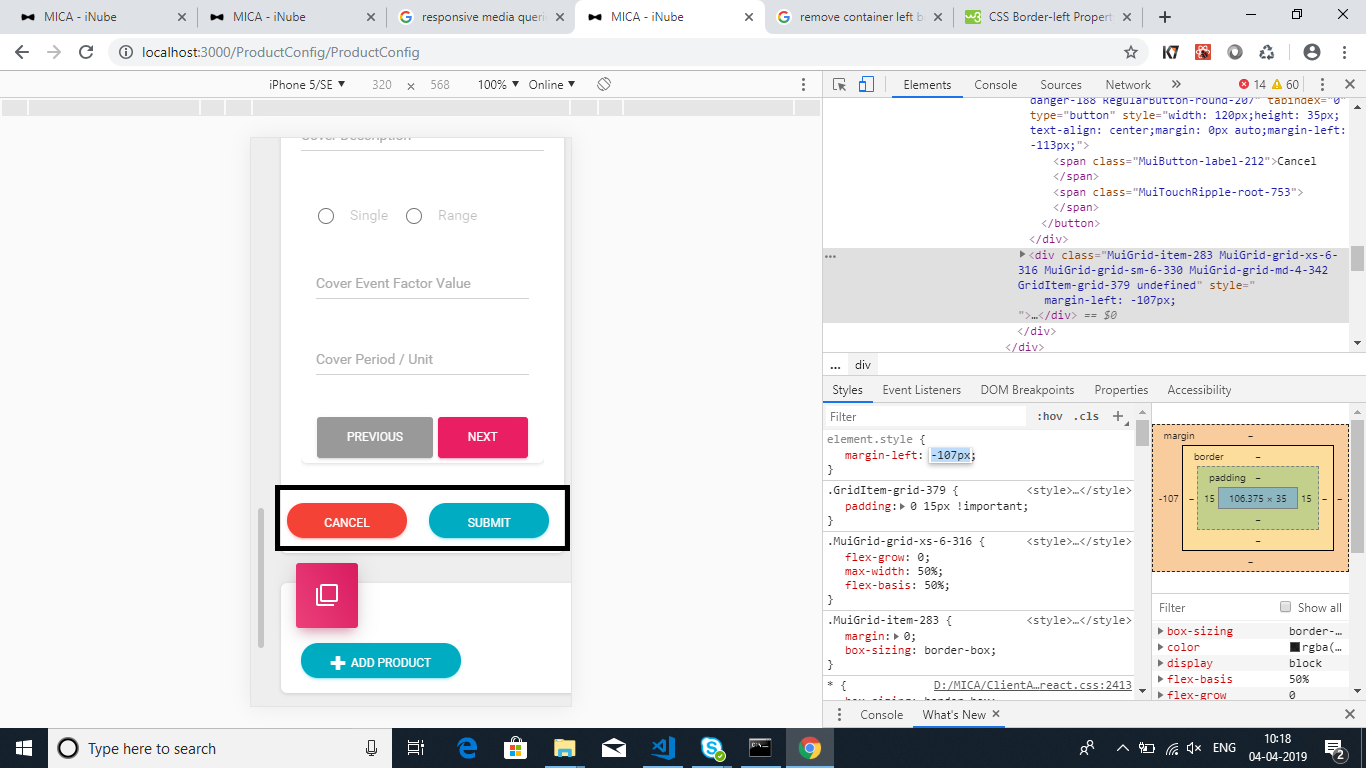 MICA - iNube
MICA - iNube
responsive media queri
MICA - iNube
remove container left b
CSS Border-left Propert
localhost:3000/ProductConfig/ProductConfig
K7
iPhone 5/SE ▼ 320 × 568 100% ▼ Online ▼
Elements Console Sources Network » 14 60
Cover Description
Single Range
Cover Event Factor Value
Cover Period / Unit
PREVIOUS NEXT
CANCEL SUBMIT
ADD PRODUCT
danger-188 RegularButton-round-207" tabindex="0"
type="button" style="width: 120px;height: 35px;
text-align: center;margin: 0px auto;margin-left:
-113px;">
<span class="MuiButton-label-212">Cancel
</span>
<span class="MuiTouchRipple-root-753">
</span>
</button>
</div>
<div class="MuiGrid-item-283 MuiGrid-grid-xs-6-
316 MuiGrid-grid-sm-6-330 MuiGrid-grid-md-4-342
GridItem-grid-379 undefined" style="
margin-left: -107px;
">…</div> == $0
</div>
</div>
... div
Styles Event Listeners DOM Breakpoints Properties Accessibility
Filter :hov .cls +
element.style {
margin-left: -107px;
}
.GridItem-grid-379 { <style>…</style>
padding: 0 15px !important;
}
.MuiGrid-grid-xs-6-316 { <style>…</style>
flex-grow: 0;
max-width: 50%;
flex-basis: 50%;
}
.MuiGrid-item-283 { <style>…</style>
margin: 0;
box-sizing: border-box;
}
* { D:/MICA/ClientA…react.css:2413
box-sizing: border-box;
margin –
border –
padding –
-107 – 15 106.375 × 35 15 – –
–
–
–
Filter Show all
box-sizing border-…
color rgba(…
display block
flex-basis 50%
flex-grow 0
Console What's New ×
Type here to search
ENG
10:18
04-04-2019
2